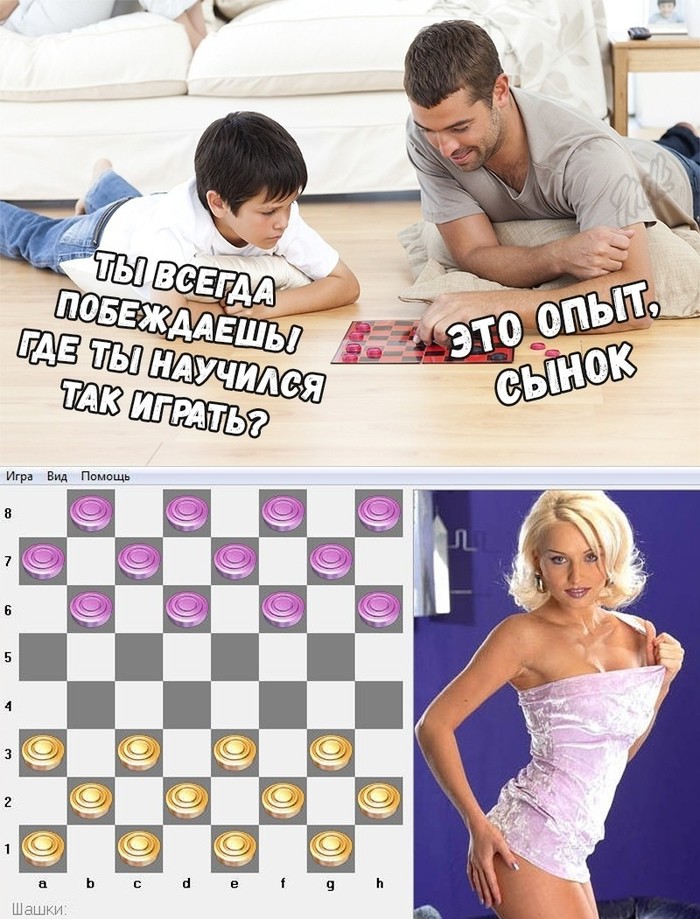 ТЫ ВСЕГДА
ПОБЕЖДАЕШЬ!
ГДЕ ТЫ НАУЧИЛСЯ
ТАК ИГРАТЬ?
ЭТО ОПЫТ,
СЫНОК
Игра Вид Помощь
8
7
6
5
4
3
2
1
a b c d e f g h
Шашки: